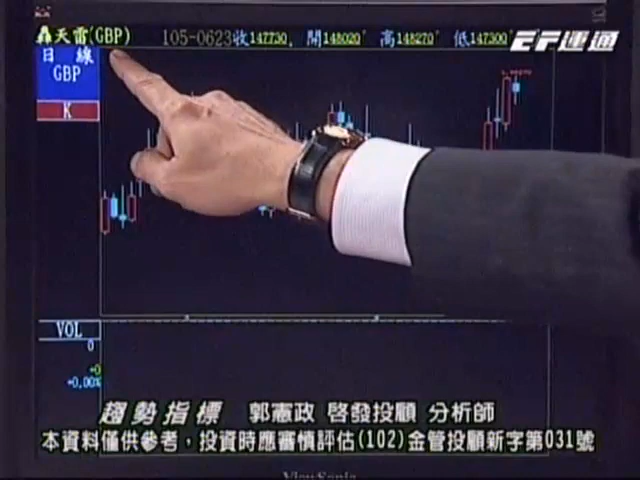 天雷(GBP) 105-0623收147730, 開148020" 高148270" 低147300"
EF連通
日 線
GBP
K
VOL
0
+0
+0.00%
趨勢指標 郭憲政 啓發投顧 分析師
本資料僅供參考，投資時應審慎評估(102)金管投顧新字第031號
ViewSonic